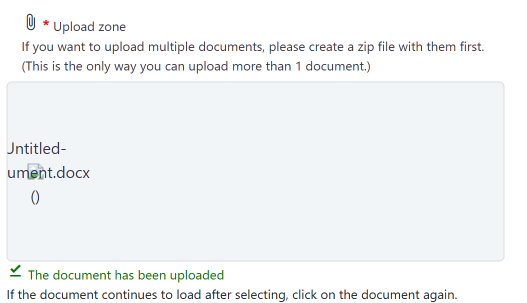 * Upload zone
If you want to upload multiple documents, please create a zip file with them first.
(This is the only way you can upload more than 1 document.)
Untitled-
ument.docx
()
The document has been uploaded
If the document continues to load after selecting, click on the document again.